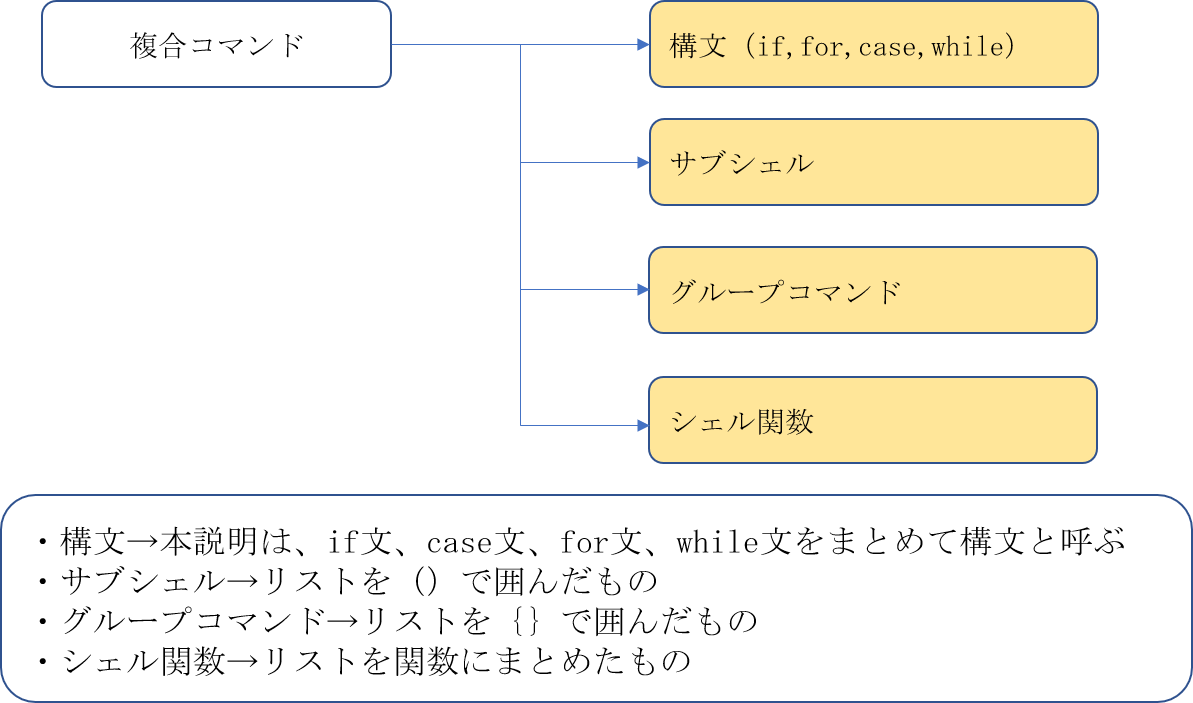 複合コマンド
構文（if,for,case,while）
サブシェル
グループコマンド
シェル関数
・構文→本説明は、if文、case文、for文、while文をまとめて構文と呼ぶ
・サブシェル→リストを（）で囲んだもの
・グループコマンド→リストを｛｝で囲んだもの
・シェル関数→リストを関数にまとめたもの